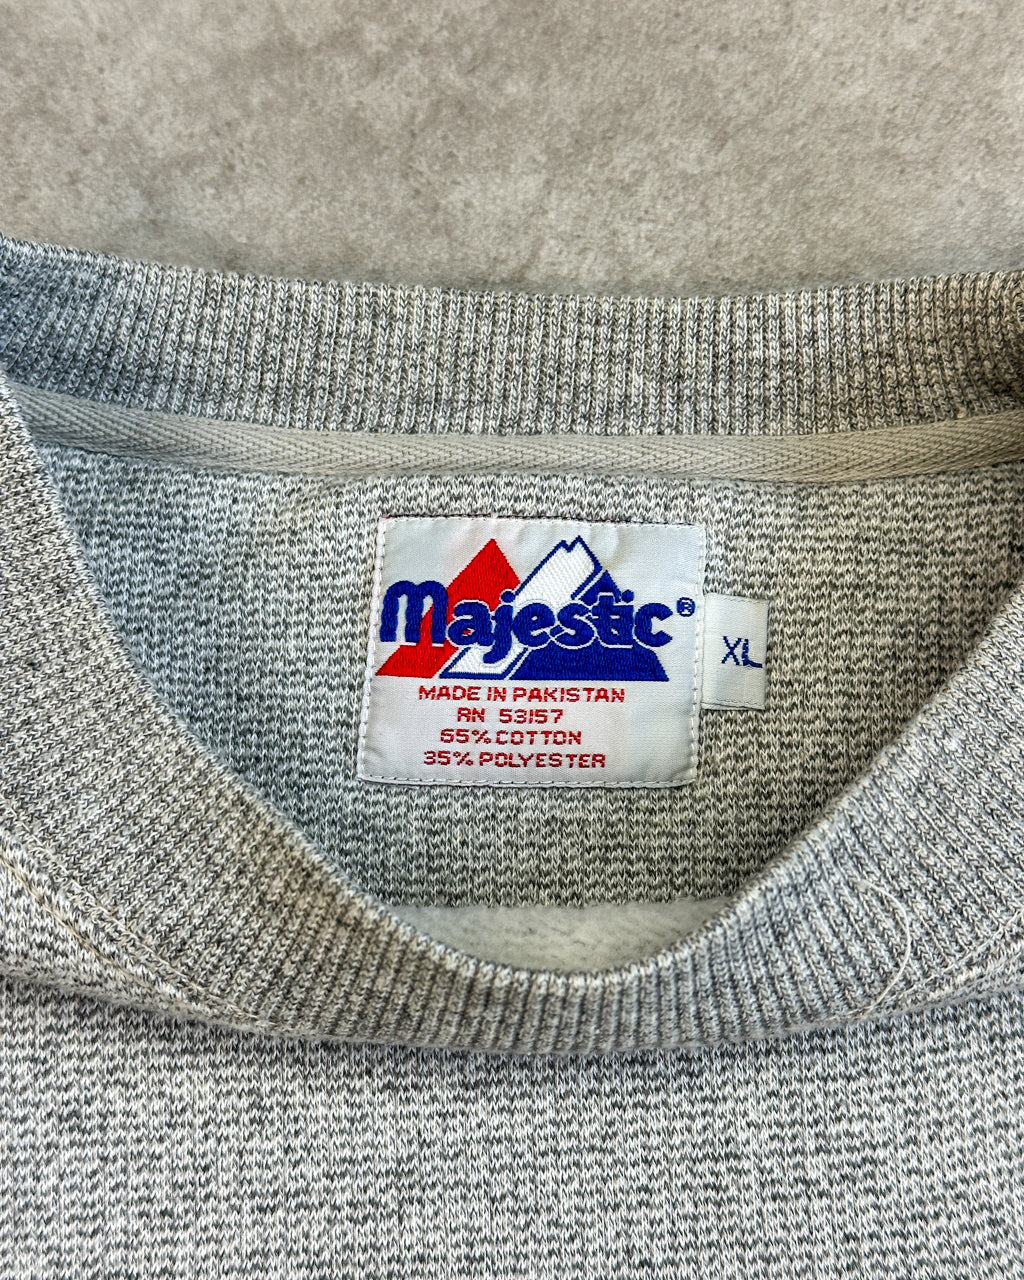 Majestic®
XL
MADE IN PAKISTAN
RN 53157
65% COTTON
35% POLYESTER